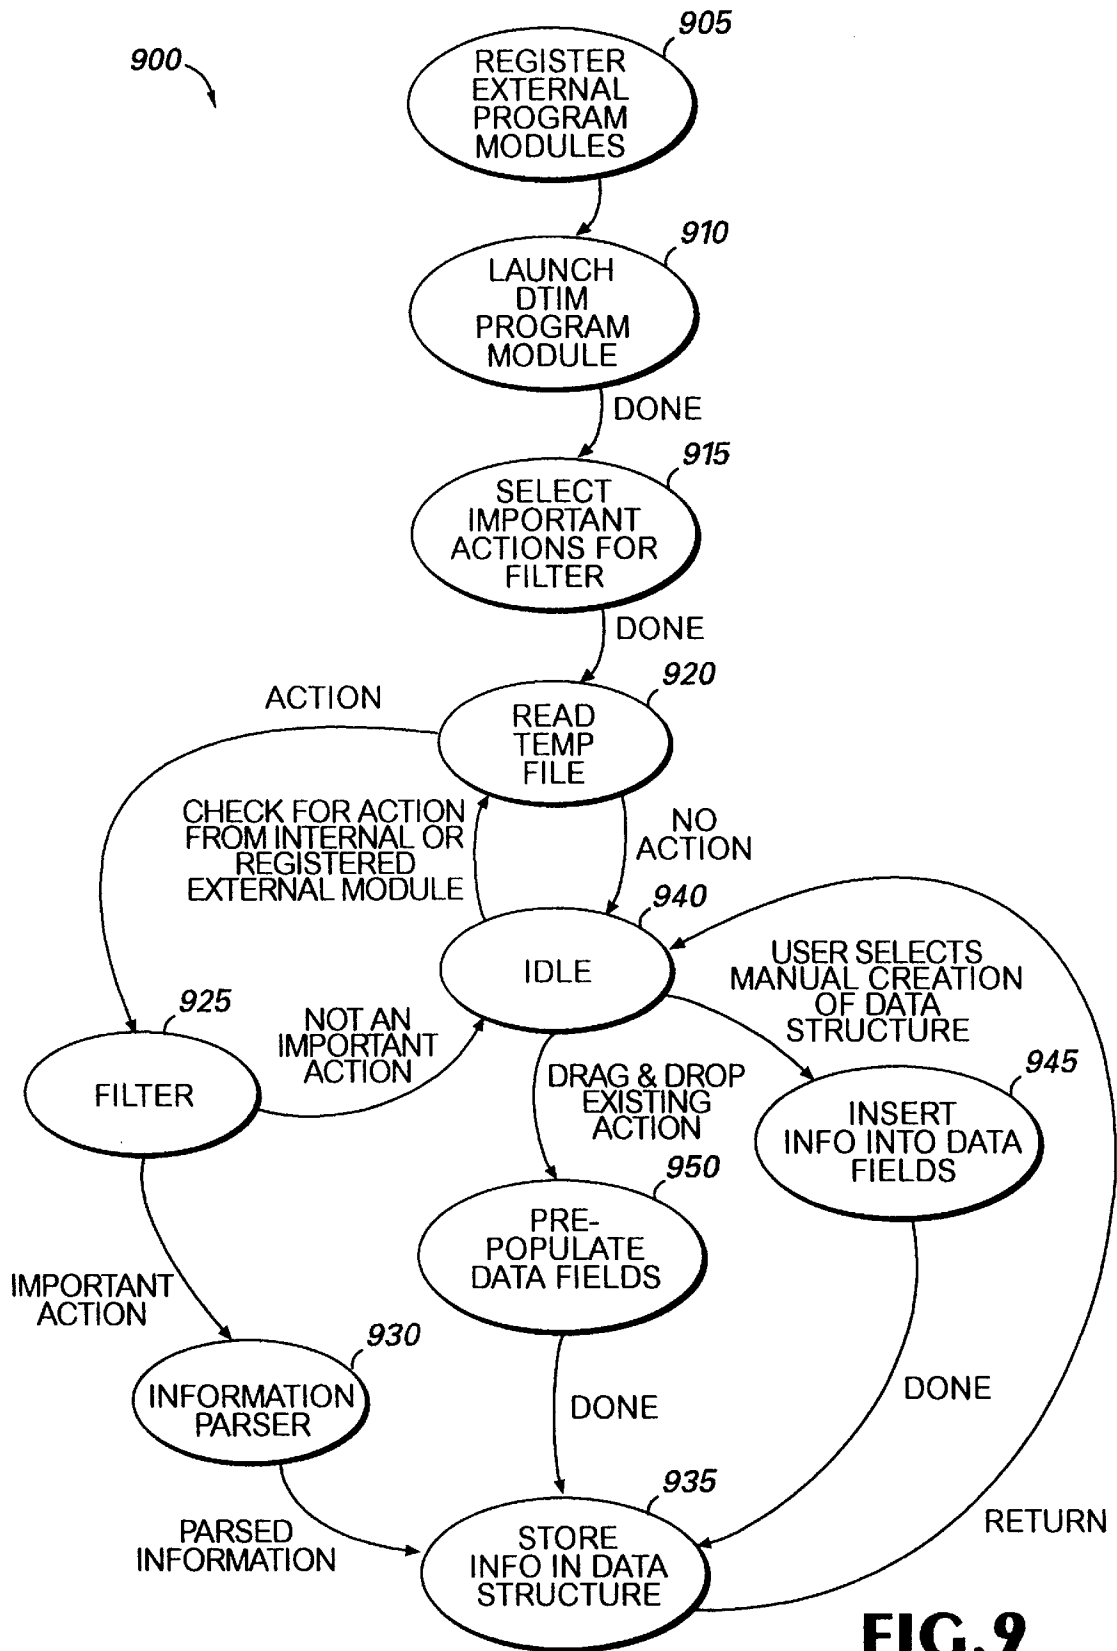 900
905
REGISTER
EXTERNAL
PROGRAM
MODULES
910
LAUNCH
DTIM
PROGRAM
MODULE
DONE
915
SELECT
IMPORTANT
ACTIONS FOR
FILTER
DONE
920
READ
TEMP
FILE
ACTION
CHECK FOR ACTION
FROM INTERNAL OR
REGISTERED
EXTERNAL MODULE
NO
ACTION
940
IDLE
USER SELECTS
MANUAL CREATION
OF DATA
STRUCTURE
925
FILTER
NOT AN
IMPORTANT
ACTION
DRAG & DROP
EXISTING
ACTION
945
INSERT
INFO INTO DATA
FIELDS
950
PRE-
POPULATE
DATA FIELDS
IMPORTANT
ACTION
930
INFORMATION
PARSER
DONE
DONE
PARSED
INFORMATION
935
STORE
INFO IN DATA
STRUCTURE
RETURN
FIG.9